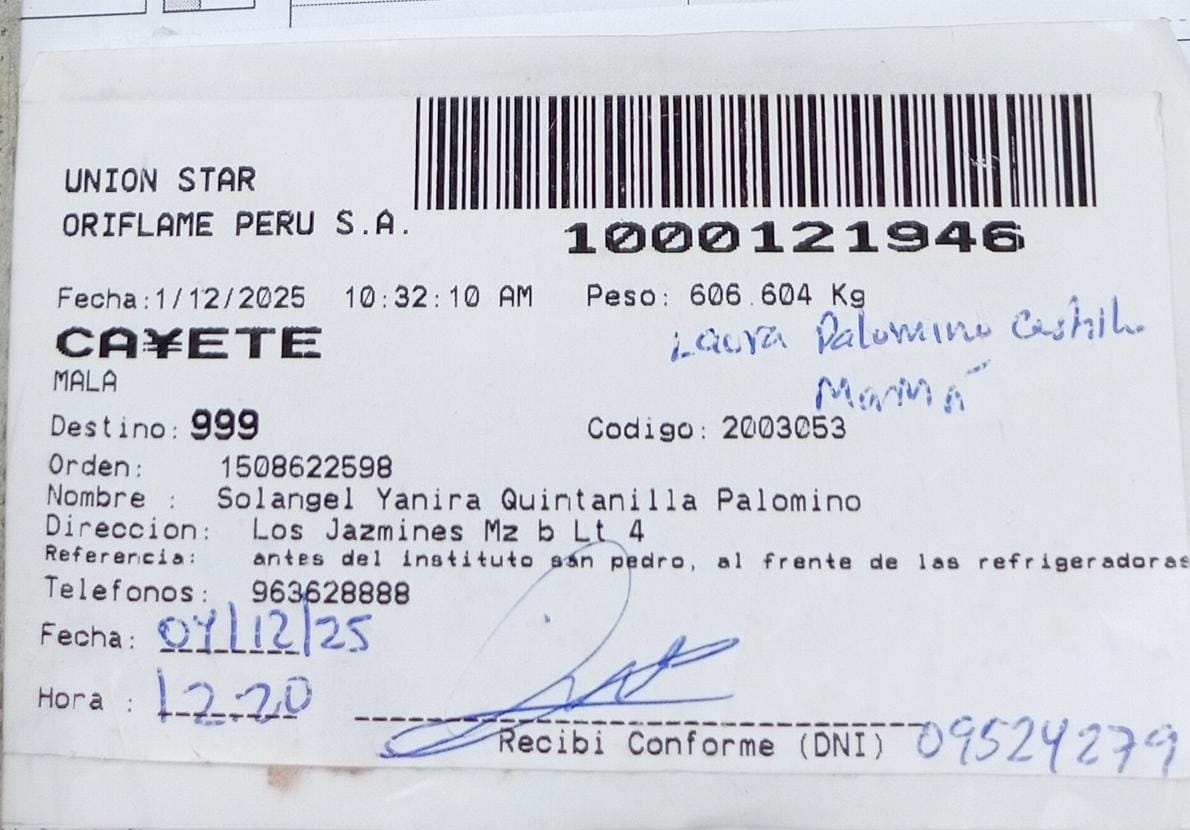 UNION STAR
ORIFLAME PERU S.A.
1000121946
Fecha:1/12/2025 10:32:10 AM Peso: 606.604 Kg
CA¥ETE
Laura Palomino Castillo
MALA
Mamá
Destino: 999 Codigo: 2003053
Orden: 1508622598
Nombre : Solangel Yanira Quintanilla Palomino
Direccion: Los Jazmines Mz b Lt 4
Referencia: antes del instituto san pedro, al frente de las refrigeradoras
Telefonos: 963628888
Fecha: 04/12/25
Hora : 12.20
Recibi Conforme (DNI) 09524279